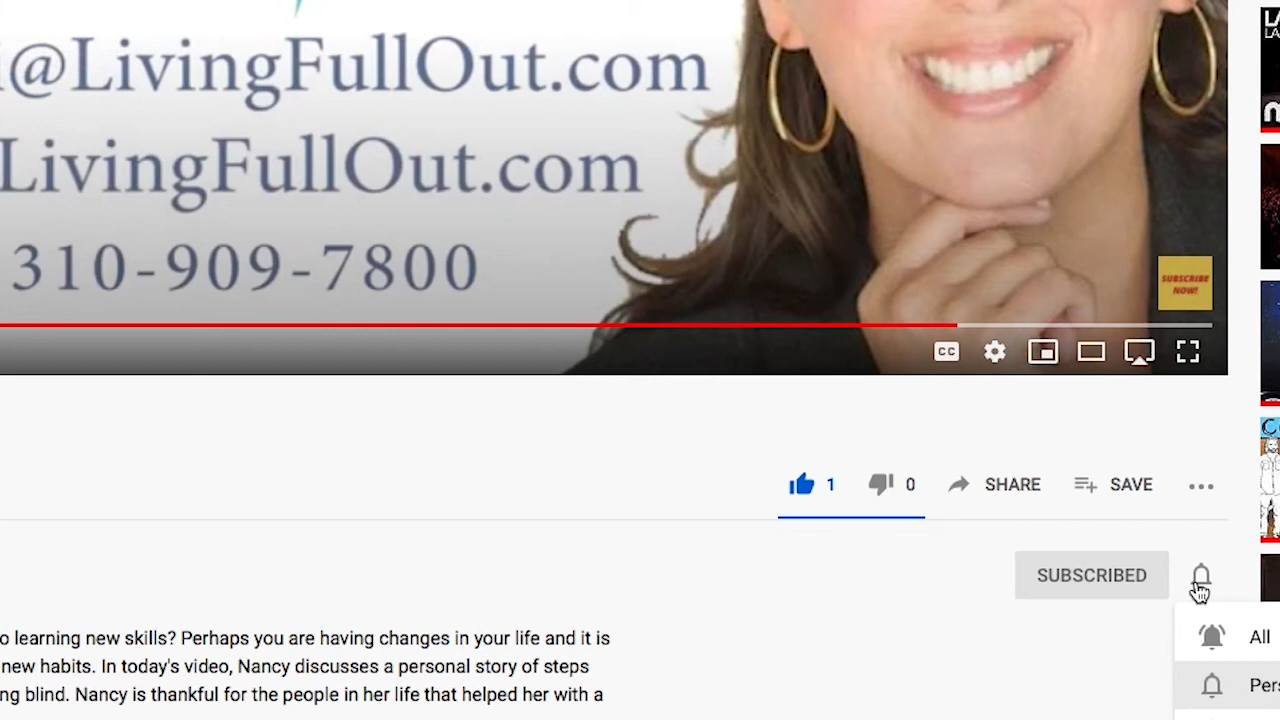 i@LivingFullOut.com
LivingFullOut.com
310-909-7800
SUBSCRIBE
NOW!
CC
1
0
SHARE
SAVE
SUBSCRIBED
All
o learning new skills? Perhaps you are having changes in your life and it is
Pers
new habits. In today's video, Nancy discusses a personal story of steps
ng blind. Nancy is thankful for the people in her life that helped her with a